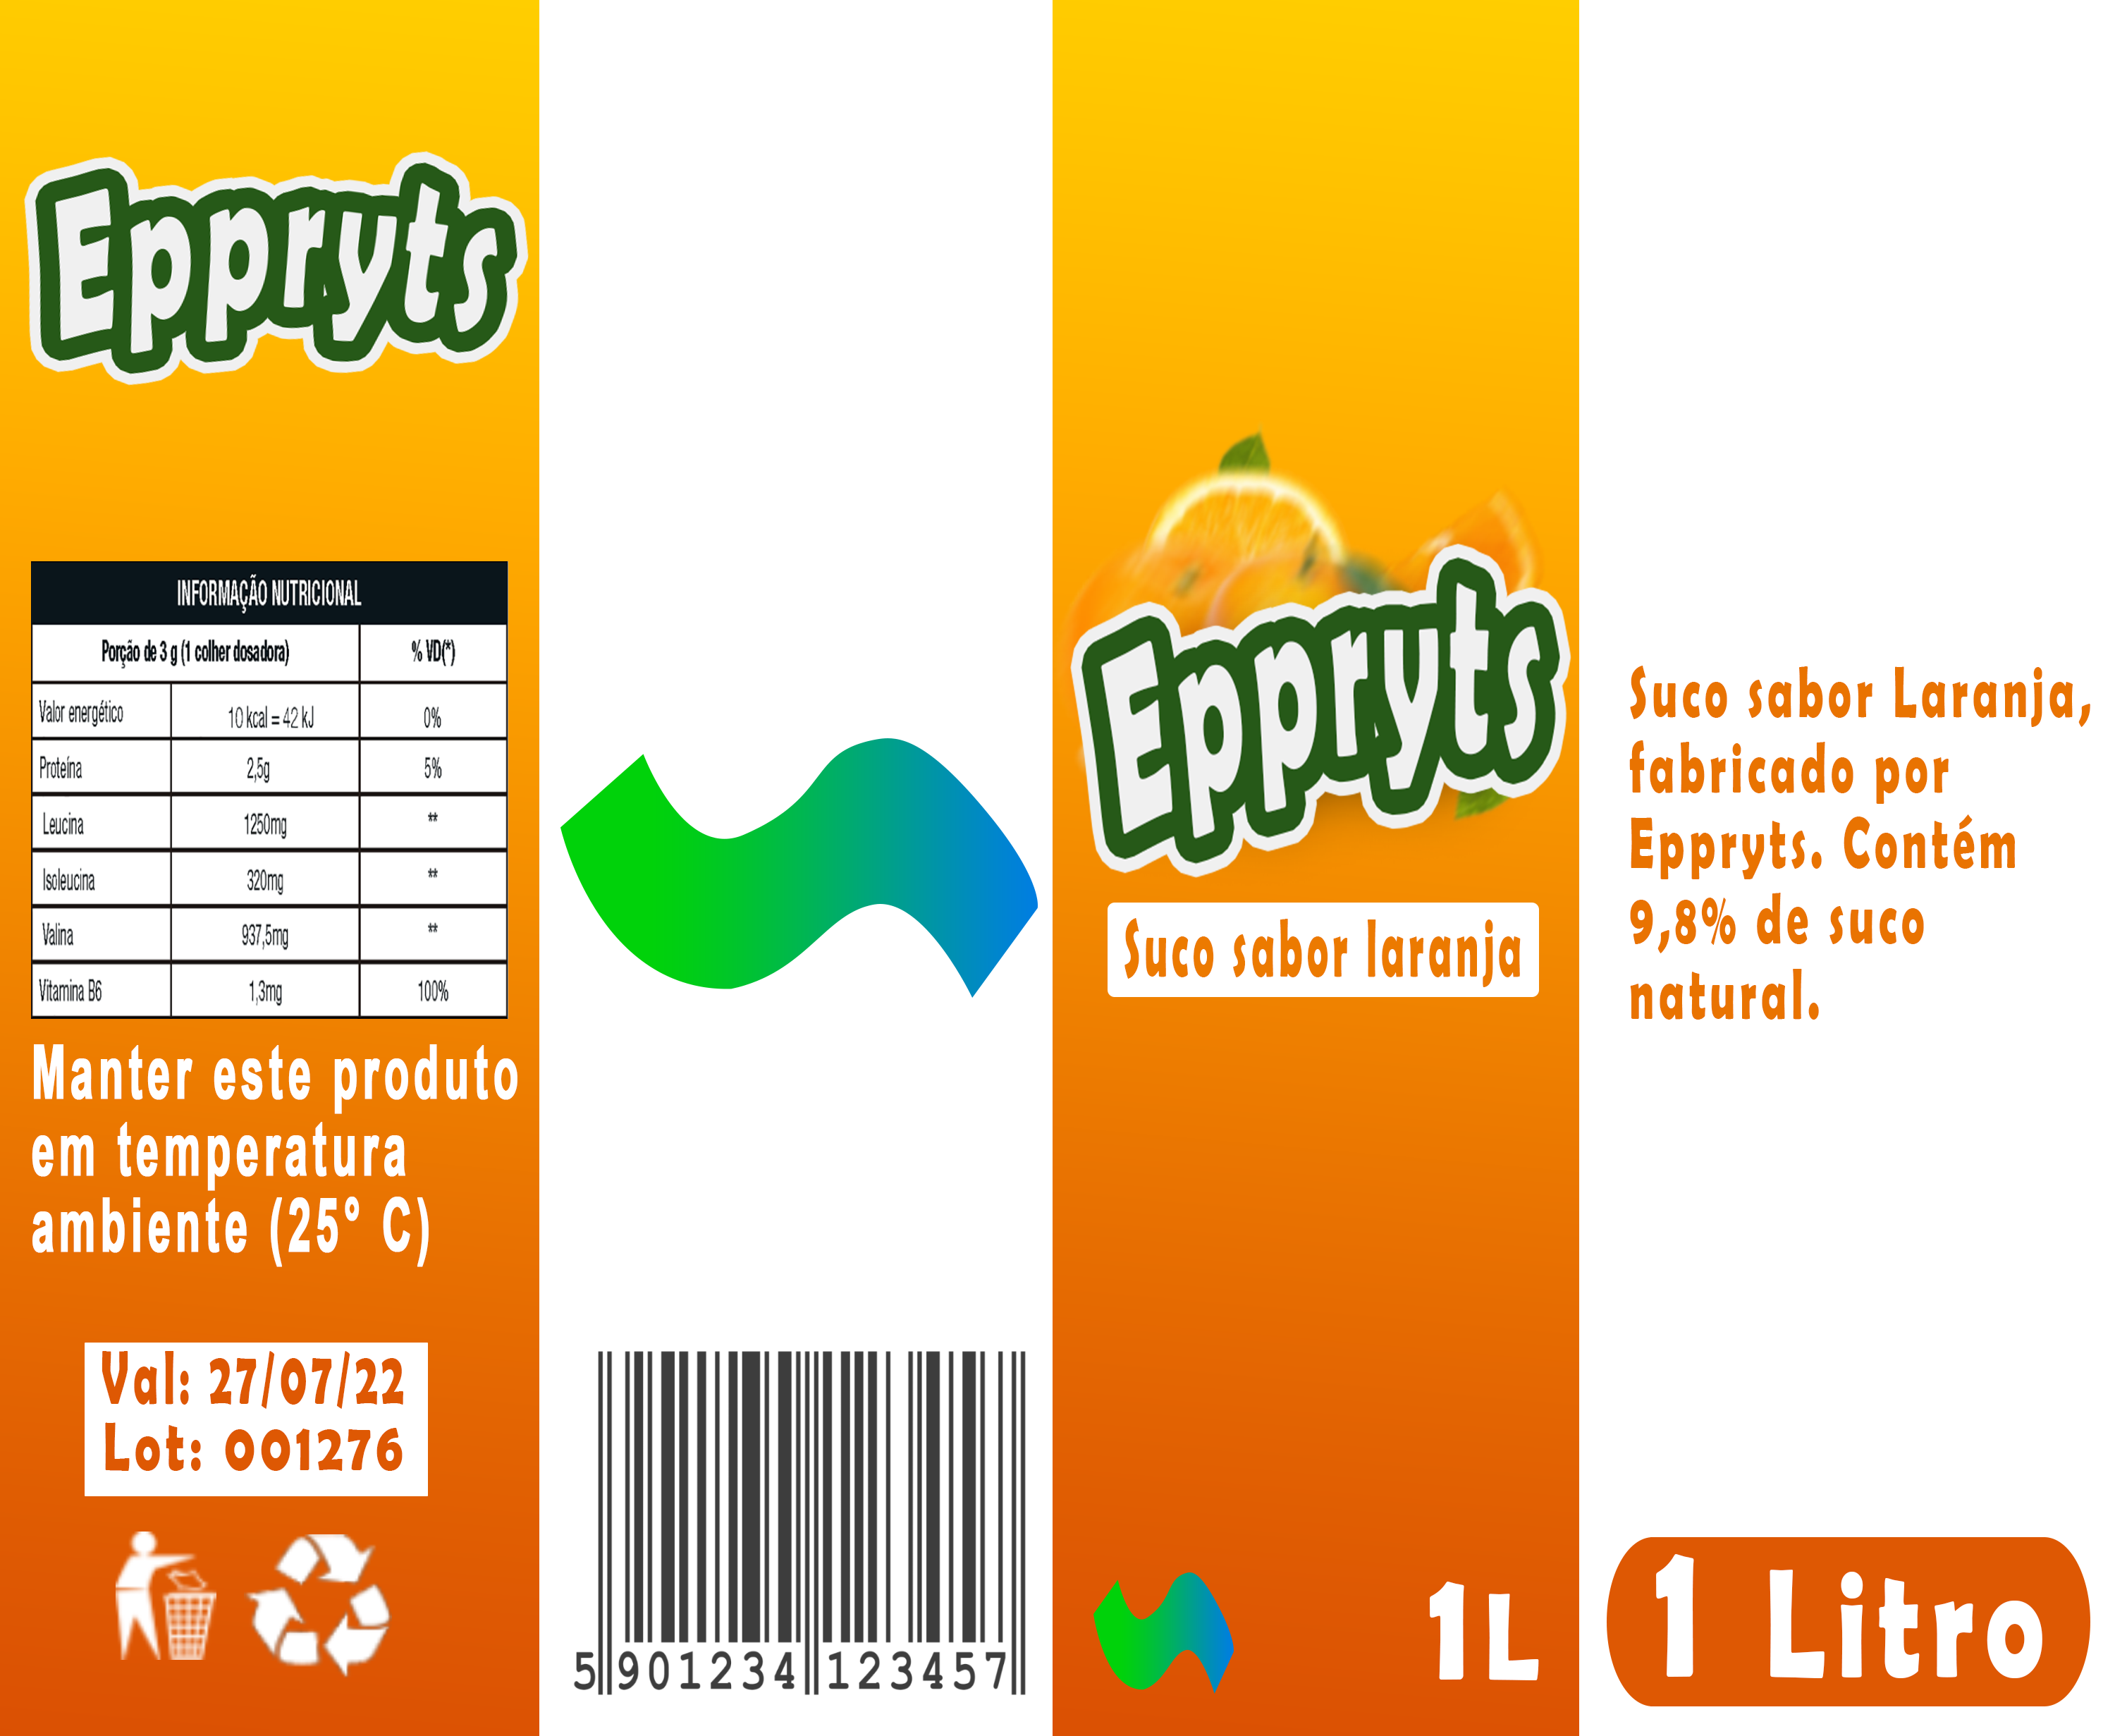 Eppryts
INFORMAÇÃO NUTRICIONAL
Porção de 3 g (1 colher dosadora) % VD(*)
Valor energético 10 kcal = 42 kJ 0%
Proteína 2,5g 5%
Leucina 1250mg **
Isoleucina 320mg **
Valina 937,5mg **
Vitamina B6 1,3mg 100%
Manter este produto
em temperatura
ambiente (25° C)
Val: 27/07/22
Lot: 001276
5 901234 123457
Eppryts
Suco sabor laranja
1L
Suco sabor Laranja,
fabricado por
Eppryts. Contém
9,8% de suco
natural.
1 Litro